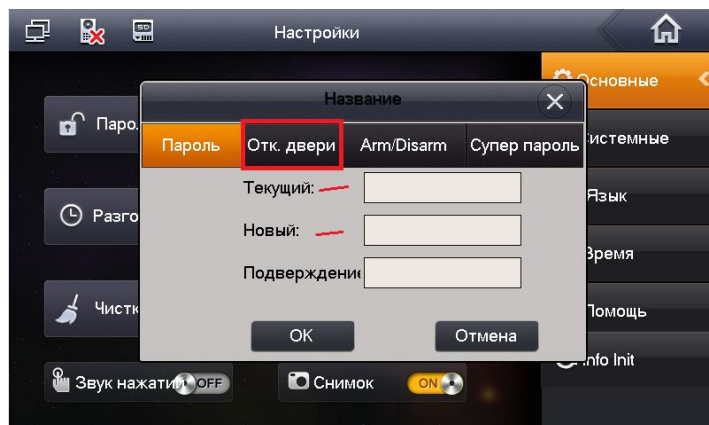 Настройки
Название
Пароль
Отк. двери
Arm/Disarm
Супер пароль
Текущий:
Новый:
Подверждение
OK
Отмена
Паро.
Разго
Чистк
Звук нажатия OFF
Снимок ON
Основные
Системные
Язык
Время
Помощь
Info Init